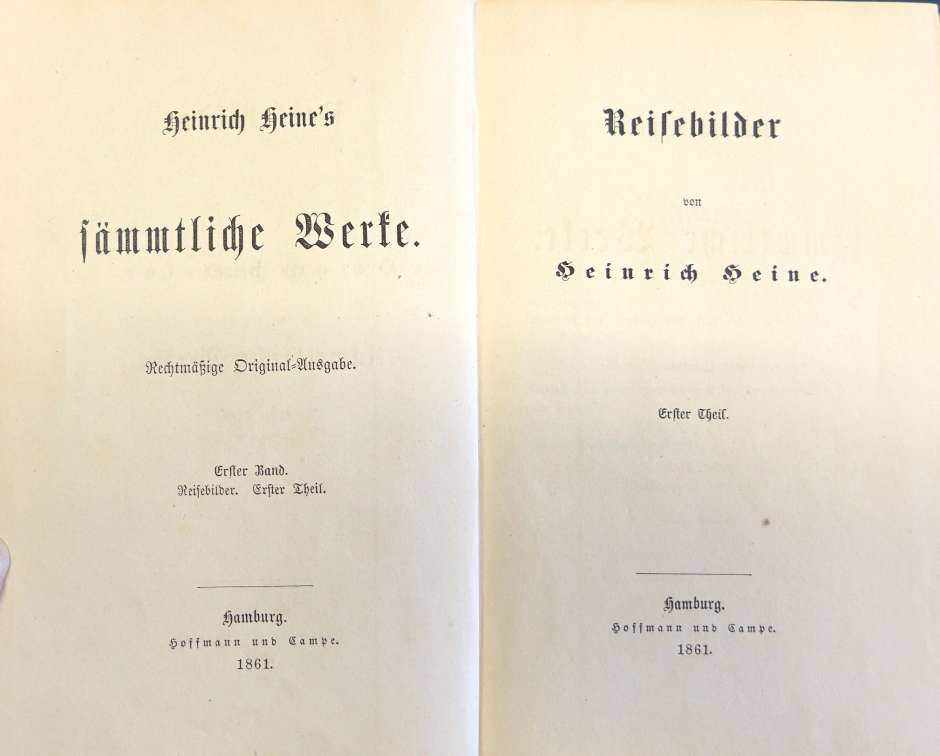 Heinrich Heine's
sämmtliche Werke.
Rechtmäßige Original-Ausgabe.
Erster Band.
Reisebilder. Erster Theil.
Hamburg.
Hoffmann und Campe.
1861.
Reisebilder
von
Heinrich Heine.
Erster Theil.
Hamburg.
Hoffmann und Campe.
1861.